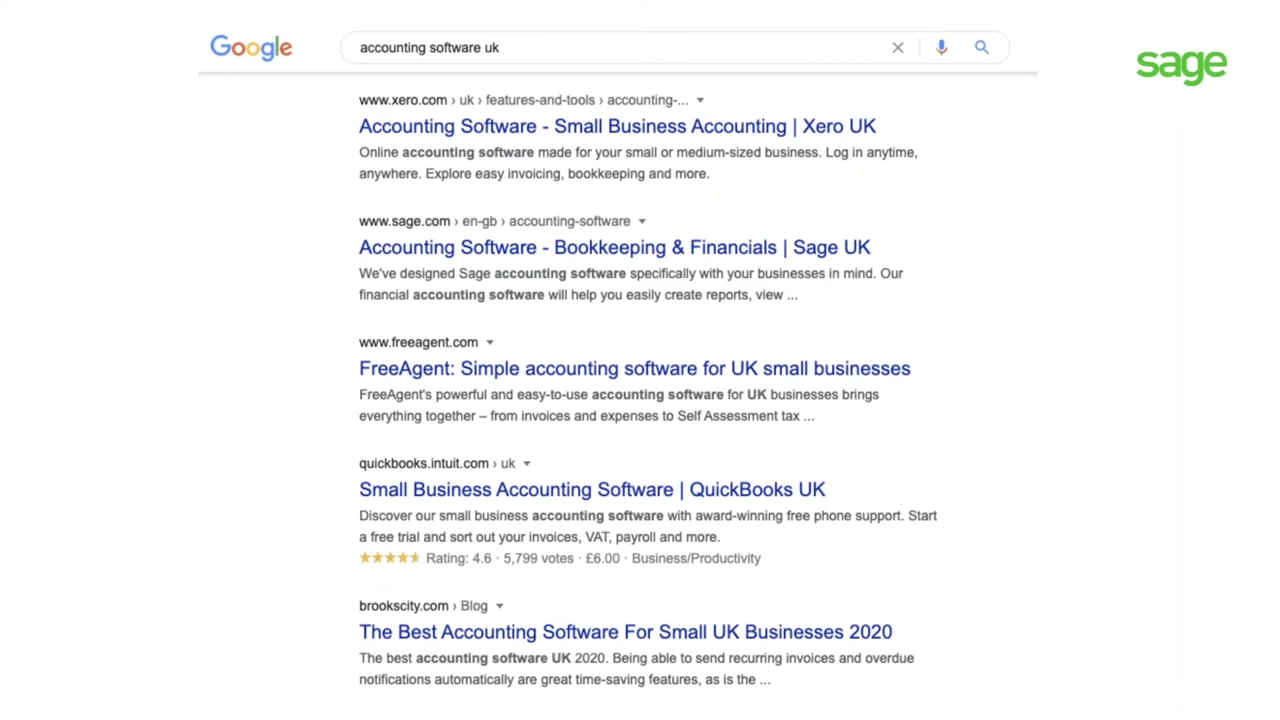 Google
accounting software uk
sage
www.xero.com › uk › features-and-tools › accounting-...
Accounting Software - Small Business Accounting | Xero UK
Online accounting software made for your small or medium-sized business. Log in anytime,
anywhere. Explore easy invoicing, bookkeeping and more.
www.sage.com › en-gb › accounting-software
Accounting Software - Bookkeeping & Financials | Sage UK
We've designed Sage accounting software specifically with your businesses in mind. Our
financial accounting software will help you easily create reports, view ...
www.freeagent.com
FreeAgent: Simple accounting software for UK small businesses
FreeAgent's powerful and easy-to-use accounting software for UK businesses brings
everything together – from invoices and expenses to Self Assessment tax ...
quickbooks.intuit.com › uk
Small Business Accounting Software | QuickBooks UK
Discover our small business accounting software with award-winning free phone support. Start
a free trial and sort out your invoices, VAT, payroll and more.
Rating: 4.6 · 5,799 votes · £6.00 · Business/Productivity
brookscity.com › Blog
The Best Accounting Software For Small UK Businesses 2020
The best accounting software UK 2020. Being able to send recurring invoices and overdue
notifications automatically are great time-saving features, as is the ...